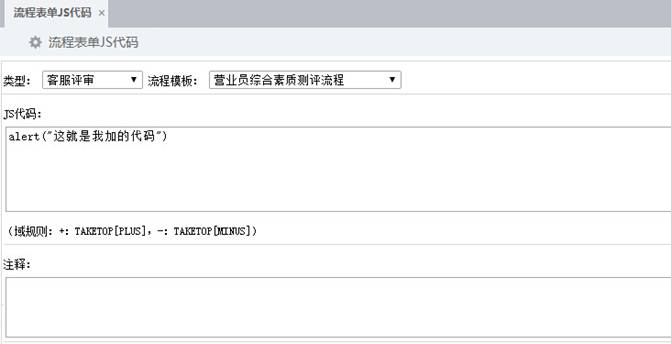 流程表单JS代码 ×
流程表单JS代码
类型： 客服评审 流程模板： 营业员综合素质测评流程
JS代码：
alert("这就是我加的代码")
（域规则：+：TAKETOP[PLUS]，-：TAKETOP[MINUS]）
注释：